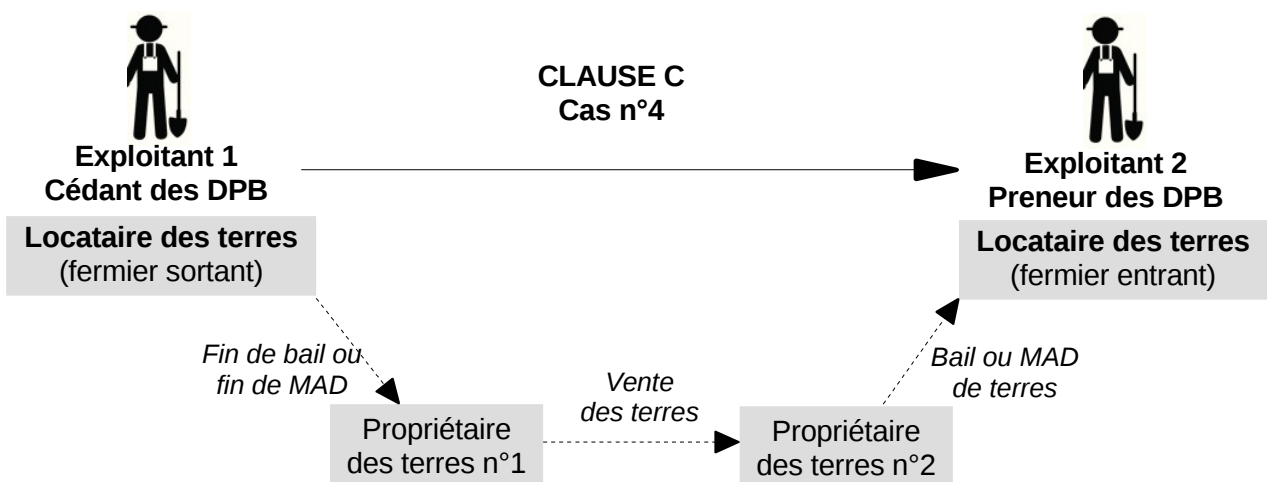 CLAUSE C
Cas n°4
Exploitant 1
Cédant des DPB
Exploitant 2
Preneur des DPB
Locataire des terres
(fermier sortant)
Locataire des terres
(fermier entrant)
Fin de bail ou
fin de MAD
Vente
des terres
Bail ou MAD
de terres
Propriétaire
des terres n°1
Propriétaire
des terres n°2